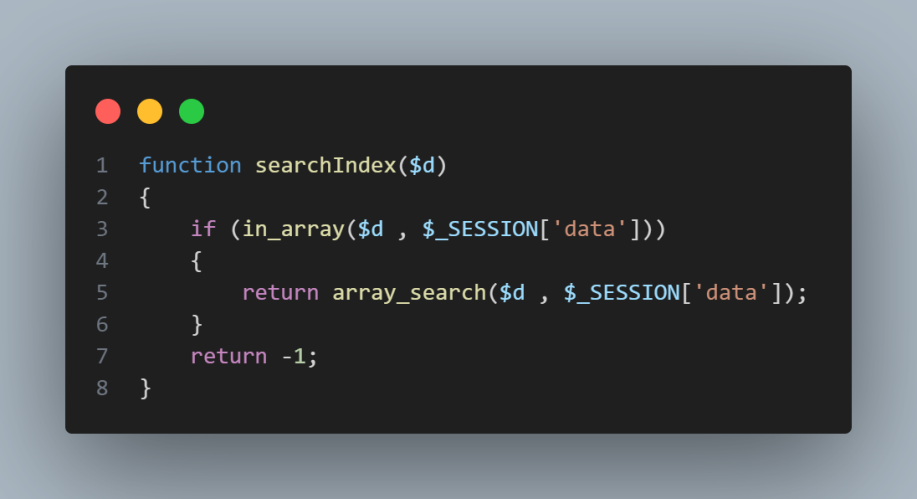 1 function searchIndex($d)
2 {
3     if (in_array($d , $_SESSION['data']))
4     {
5         return array_search($d , $_SESSION['data']);
6     }
7     return -1;
8 }